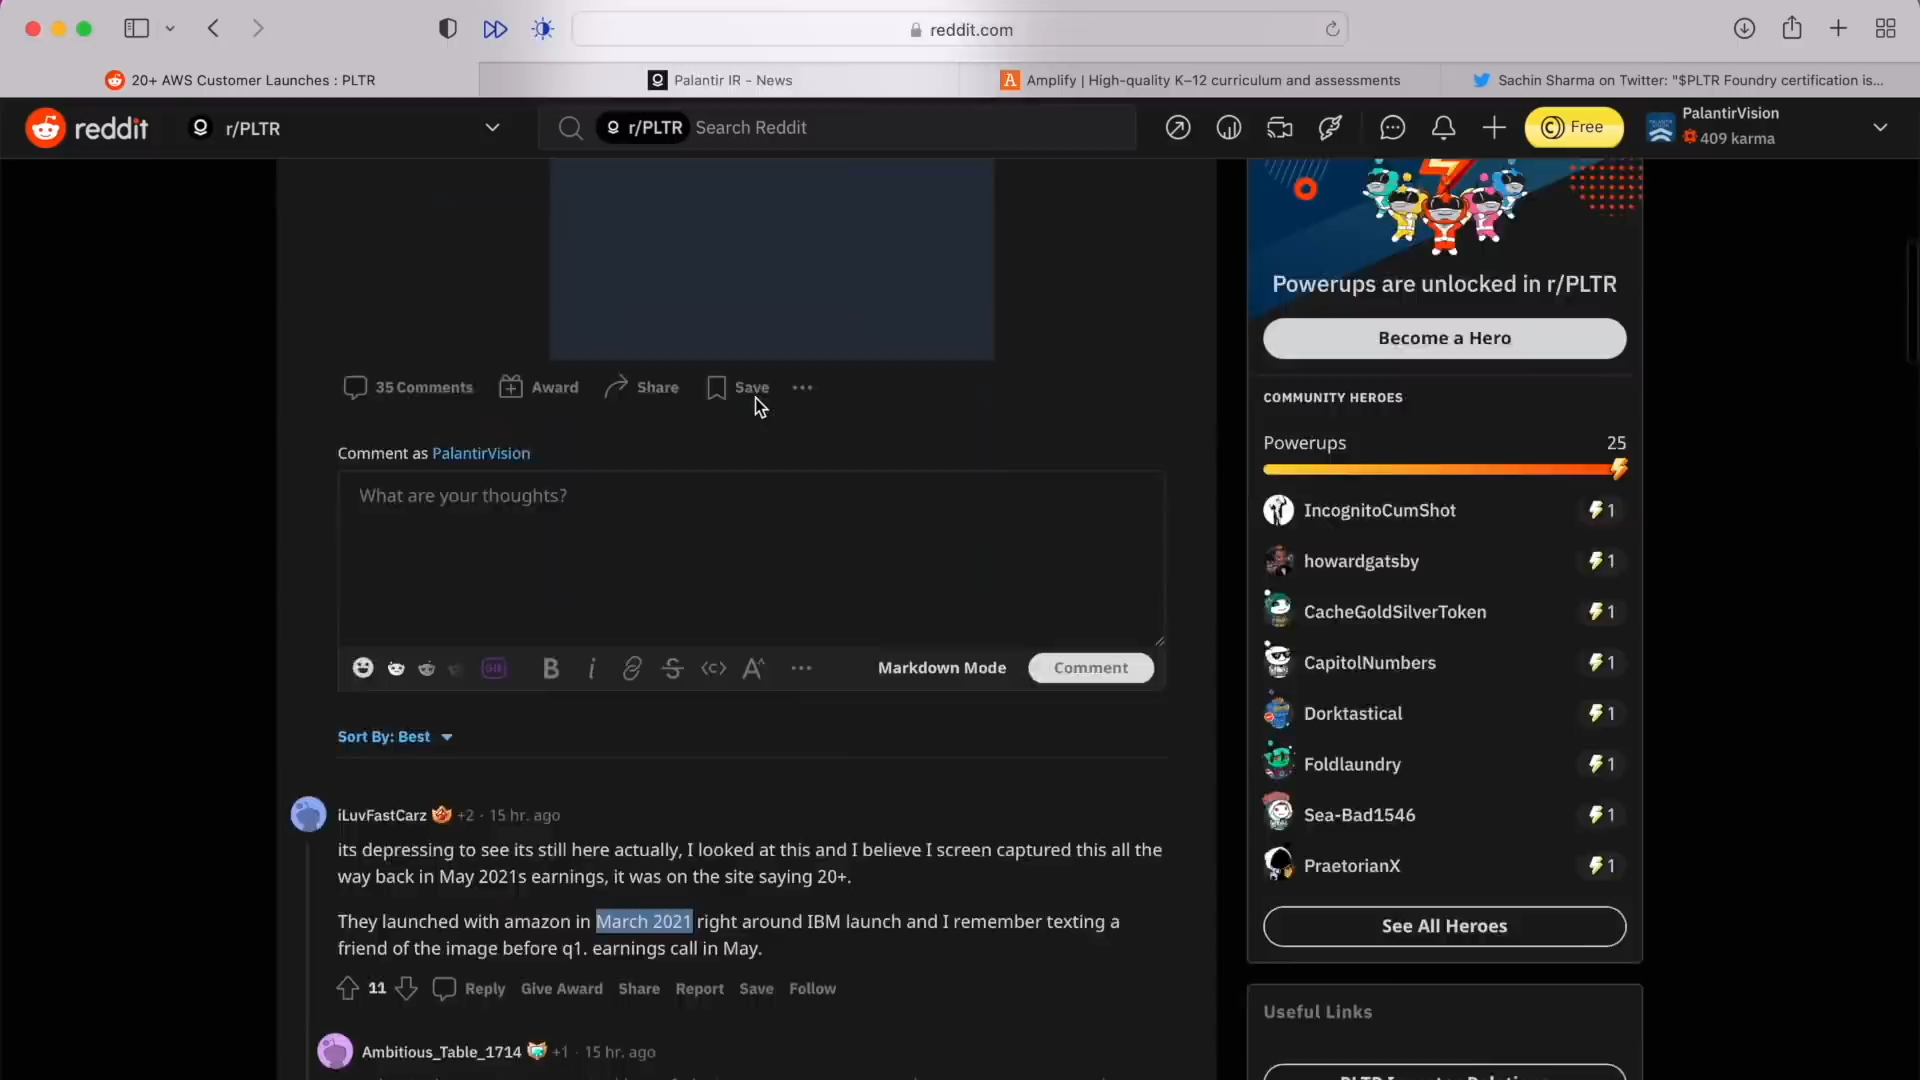 reddit.com
20+ AWS Customer Launches : PLTR
Palantir IR - News
Amplify | High-quality K–12 curriculum and assessments
Sachin Sharma on Twitter: "$PLTR Foundry certification is...
reddit
r/PLTR
r/PLTR Search Reddit
Free
PalantirVision
409 karma
35 Comments
Award
Share
Save
Comment as PalantirVision
What are your thoughts?
GIF
B
i
Markdown Mode
Comment
Sort By: Best
iLuvFastCarz +2 · 15 hr. ago
its depressing to see its still here actually, I looked at this and I believe I screen captured this all the
way back in May 2021s earnings, it was on the site saying 20+.
They launched with amazon in March 2021 right around IBM launch and I remember texting a
friend of the image before q1. earnings call in May.
11
Reply
Give Award
Share
Report
Save
Follow
Ambitious_Table_1714 +1 · 15 hr. ago
Powerups are unlocked in r/PLTR
Become a Hero
COMMUNITY HEROES
Powerups 25
IncognitoCumShot 1
howardgatsby 1
CacheGoldSilverToken 1
CapitolNumbers 1
Dorktastical 1
Foldlaundry 1
Sea-Bad1546 1
PraetorianX 1
See All Heroes
Useful Links